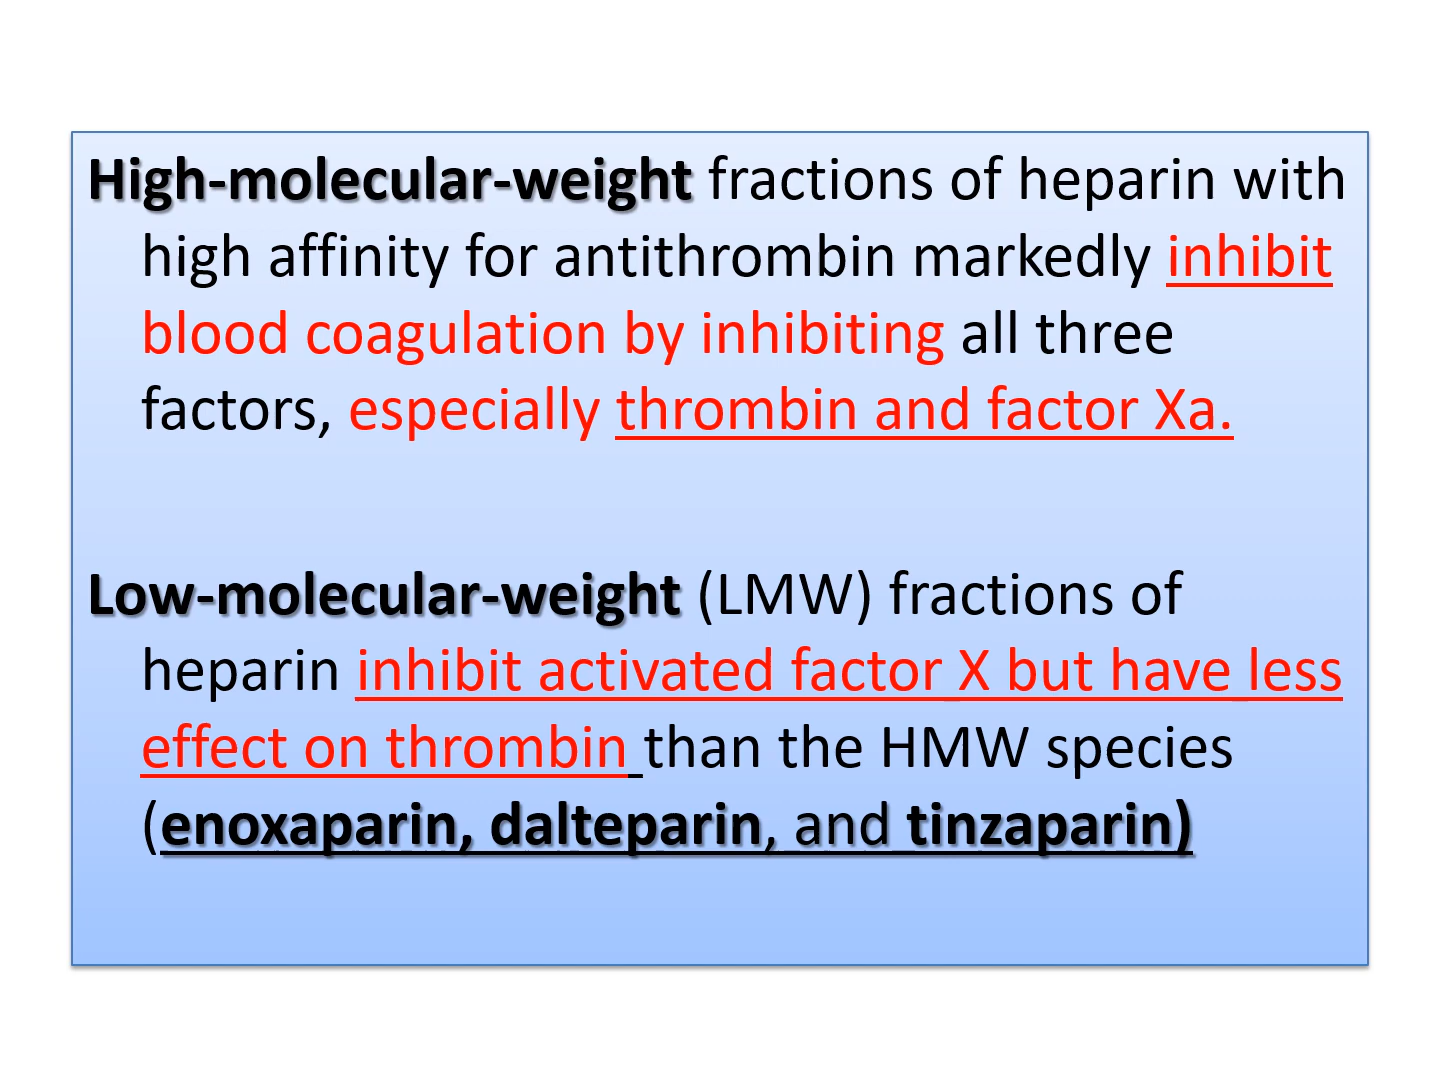 High-molecular-weight fractions of heparin with
high affinity for antithrombin markedly inhibit
blood coagulation by inhibiting all three
factors, especially thrombin and factor Xa.
Low-molecular-weight (LMW) fractions of
heparin inhibit activated factor X but have less
effect on thrombin than the HMW species
(enoxaparin, dalteparin, and tinzaparin)